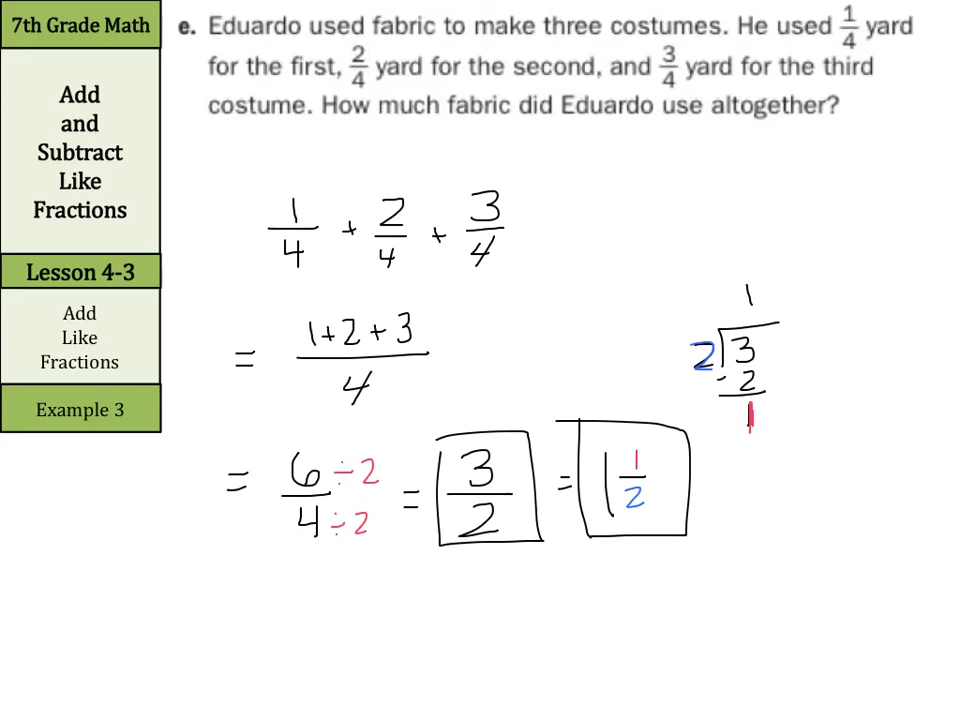 7th Grade Math
Add
and
Subtract
Like
Fractions
Lesson 4-3
Add
Like
Fractions
Example 3
e. Eduardo used fabric to make three costumes. He used 1/4 yard
for the first, 2/4 yard for the second, and 3/4 yard for the third
costume. How much fabric did Eduardo use altogether?
1/4 + 2/4 + 3/4
= (1+2+3)/4
= 6÷2/4÷2 = 3/2 = 1 1/2
1
2)3
-2
1